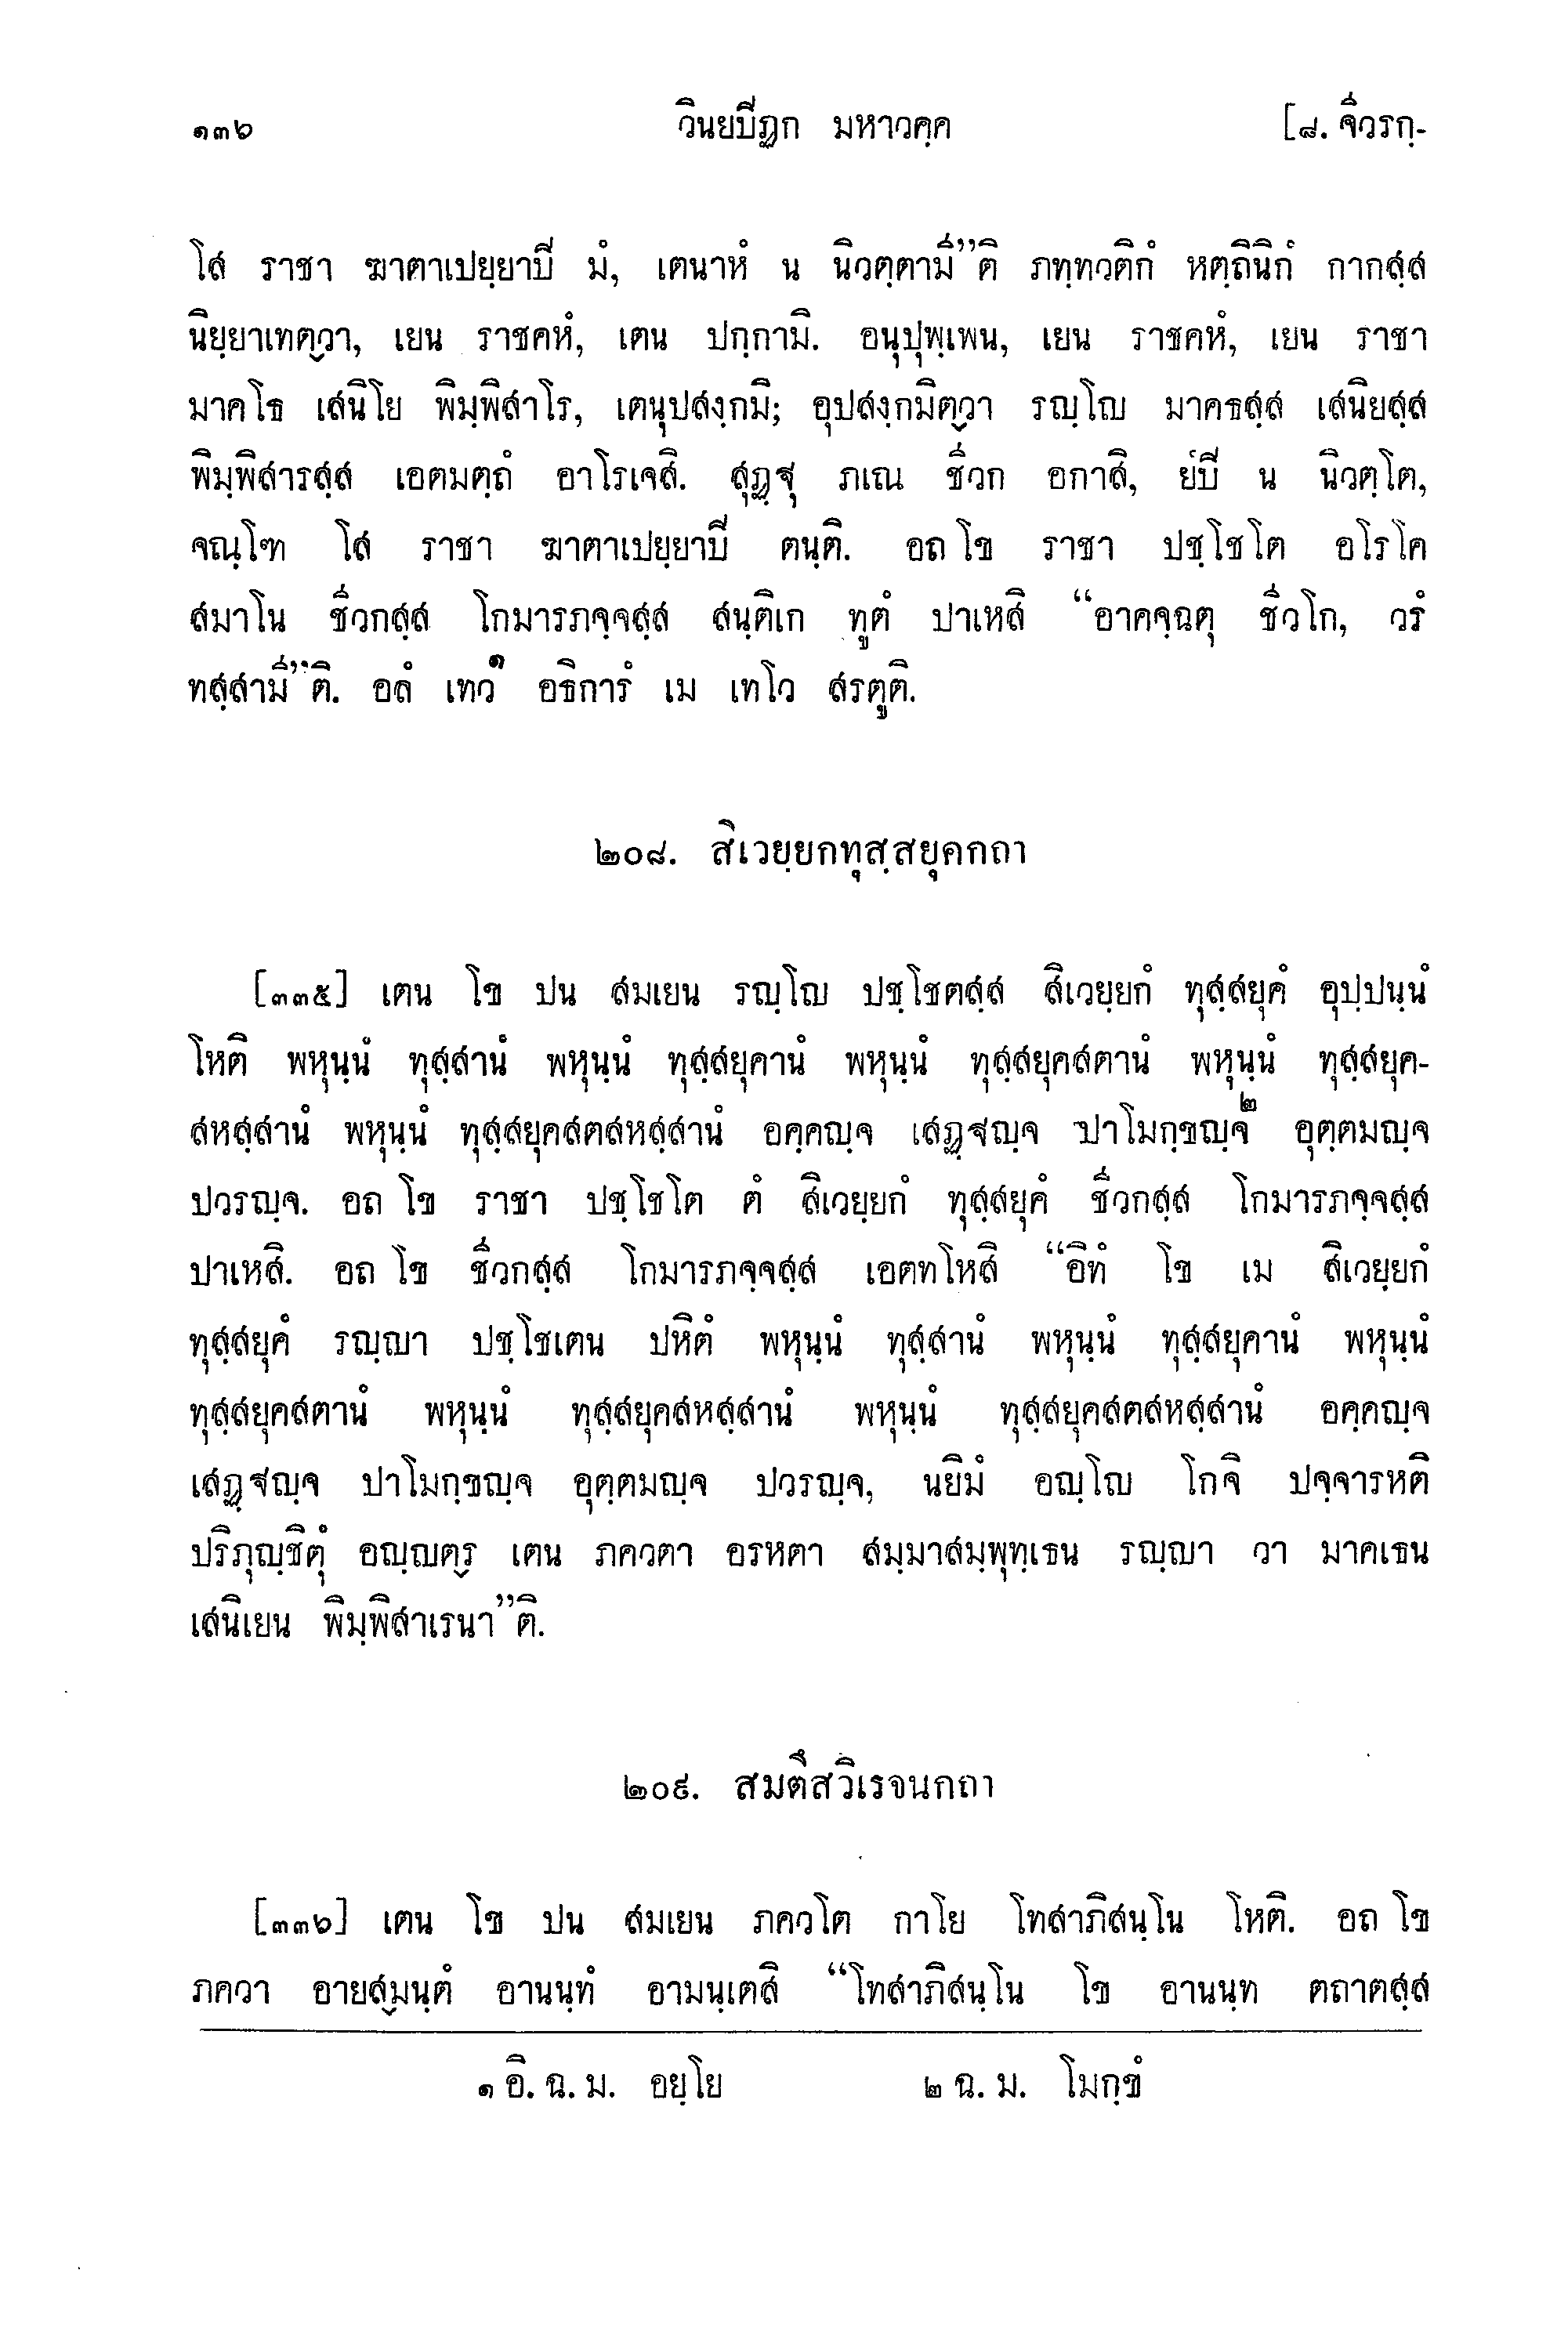 ๑๓๖ วินยปิฏก มหาวคฺค [๘. จีวรกฺ-
โส ราชา ฆาตาเปยฺยาปิ มํ, เตนาหํ น นิวตฺตามี”ติ ภทฺทวติกํ หตฺถินิกํ กากสฺส
นิยฺยาเทตฺวา, เยน ราชคหํ, เตน ปกฺกามิ. อนุปุพฺเพน, เยน ราชคหํ, เยน ราชา
มาคโธ เสนิโย พิมฺพิสาโร, เตนุปสงฺกมิ; อุปสงฺกมิตฺวา รญฺโญ มาคธสฺส เสนิยสฺส
พิมฺพิสารสฺส เอตมตฺถํ อาโรเจสิ. สุฏฺฐุ ภเณ ชีวก อกาสิ, ยํปิ น นิวตฺโต,
จณฺโฑ โส ราชา ฆาตาเปยฺยาปิ ตนฺติ. อถ โข ราชา ปชฺโชโต อโรโค
สมาโน ชีวกสฺส โกมารภจฺจสฺส สนฺติเก ทูตํ ปาเหสิ “อาคจฺฉตุ ชีวโก, วรํ
ทสฺสามี”ติ. อลํ เทว๑ อธิการํ เม เทโว สรตูติ.
๒๐๘. สิเวยฺยกทุสฺสยุคกถา
[๓๓๕] เตน โข ปน สมเยน รญฺโญ ปชฺโชตสฺส สิเวยฺยกํ ทุสฺสยุคํ อุปฺปนฺนํ
โหติ พหุนฺนํ ทุสฺสานํ พหุนฺนํ ทุสฺสยุคานํ พหุนฺนํ ทุสฺสยุคสตานํ พหุนฺนํ ทุสฺสยุค-
สหสฺสานํ พหุนฺนํ ทุสฺสยุคสตสหสฺสานํ อคฺคญฺจ เสฏฺฐญฺจ ปาโมกฺขญฺจ๒ อุตฺตมญฺจ
ปวรญฺจ. อถ โข ราชา ปชฺโชโต ตํ สิเวยฺยกํ ทุสฺสยุคํ ชีวกสฺส โกมารภจฺจสฺส
ปาเหสิ. อถ โข ชีวกสฺส โกมารภจฺจสฺส เอตทโหสิ “อิทํ โข เม สิเวยฺยกํ
ทุสฺสยุคํ รญฺญา ปชฺโชเตน ปหิตํ พหุนฺนํ ทุสฺสานํ พหุนฺนํ ทุสฺสยุคานํ พหุนฺนํ
ทุสฺสยุคสตานํ พหุนฺนํ ทุสฺสยุคสหสฺสานํ พหุนฺนํ ทุสฺสยุคสตสหสฺสานํ อคฺคญฺจ
เสฏฺฐญฺจ ปาโมกฺขญฺจ อุตฺตมญฺจ ปวรญฺจ, นยิมํ อญฺโญ โกจิ ปจฺจารหติ
ปริภุญฺชิตุํ อญฺญตฺร เตน ภควตา อรหตา สมฺมาสมฺพุทฺเธน รญฺญา วา มาคเธน
เสนิเยน พิมฺพิสาเรนา”ติ.
๒๐๙. สมตึสวิเรจนกถา
[๓๓๖] เตน โข ปน สมเยน ภควโต กาโย โทสาภิสนฺโน โหติ. อถ โข
ภควา อายสฺมนฺตํ อานนฺทํ อามนฺเตสิ “โทสาภิสนฺโน โข อานนฺท ตถาคตสฺส
๑ อิ. ฉ. ม. อยฺโย ๒ ฉ. ม. โมกฺขํ